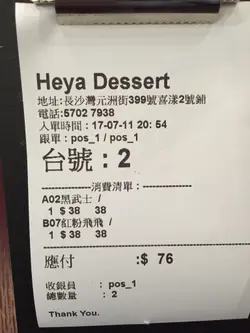 Heya Dessert
地址:長沙灣元洲街399號喜漾2號鋪
電話:5702 7938
入單時間：17-07-11 20: 54
跟單：pos_1 / pos_1
台號：2
--------------消費清單：--------------
A02黑武士 /
1 $ 38 38
B07紅粉飛飛 /
1 $ 38 38
應付 :$ 76
收銀員 : pos_1
總數量 : 2
Thank You.